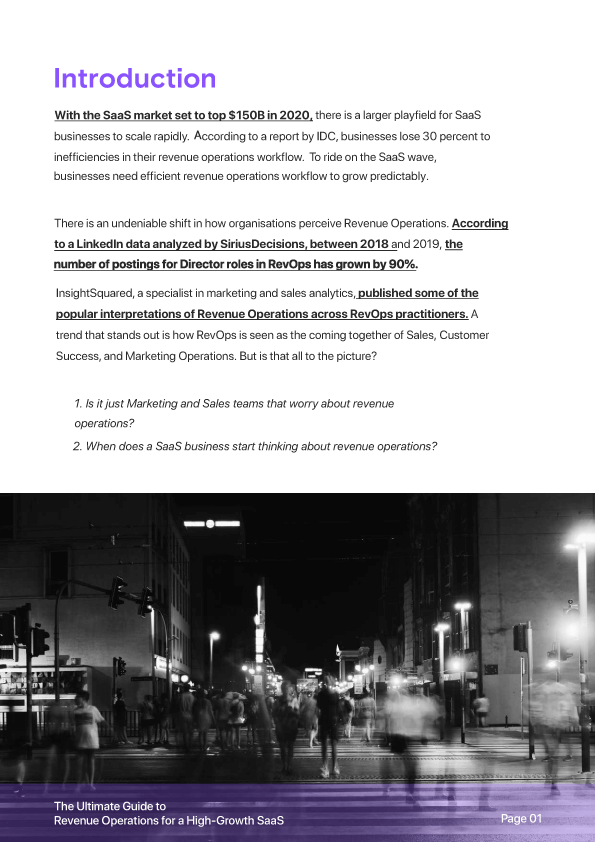 Introduction
With the SaaS market set to top $150B in 2020, there is a larger playfield for SaaS
businesses to scale rapidly. According to a report by IDC, businesses lose 30 percent to
inefficiencies in their revenue operations workflow. To ride on the SaaS wave,
businesses need efficient revenue operations workflow to grow predictably.
There is an undeniable shift in how organisations perceive Revenue Operations. According
to a LinkedIn data analyzed by SiriusDecisions, between 2018 and 2019, the
number of postings for Director roles in RevOps has grown by 90%.
InsightSquared, a specialist in marketing and sales analytics, published some of the
popular interpretations of Revenue Operations across RevOps practitioners. A
trend that stands out is how RevOps is seen as the coming together of Sales, Customer
Success, and Marketing Operations. But is that all to the picture?
1. Is it just Marketing and Sales teams that worry about revenue
operations?
2. When does a SaaS business start thinking about revenue operations?
The Ultimate Guide to
Revenue Operations for a High-Growth SaaS
Page 01